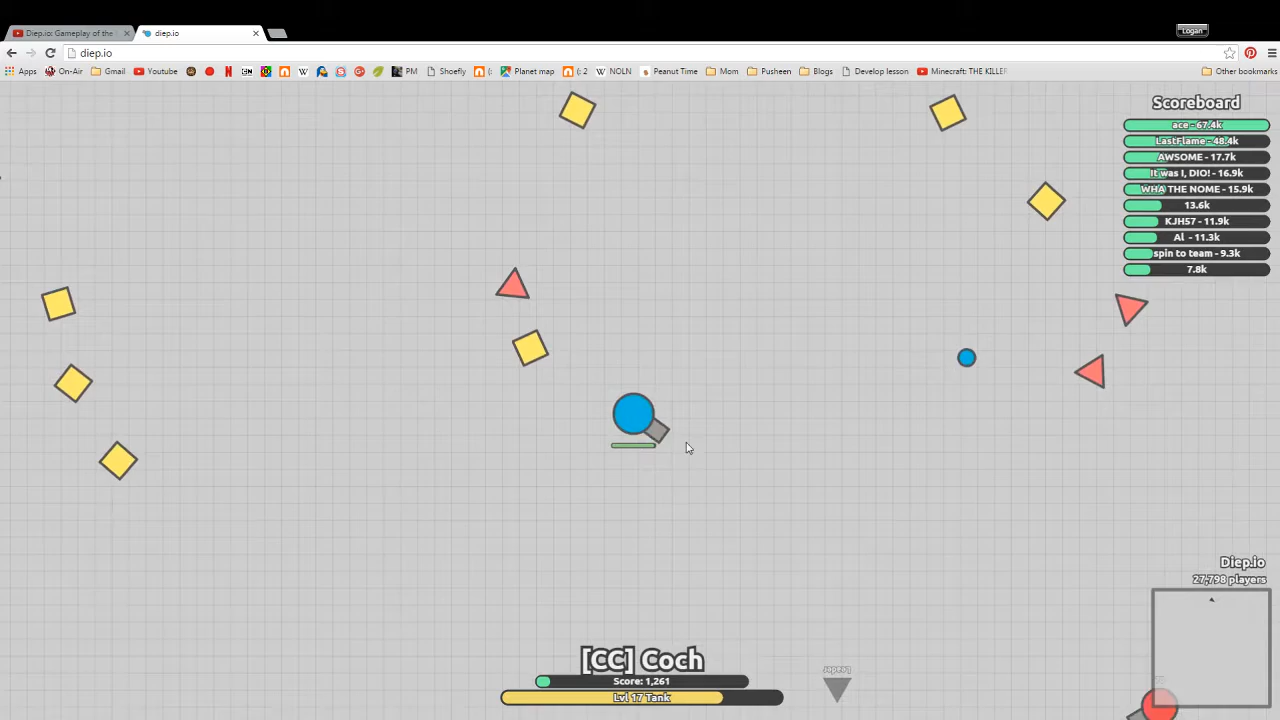 Logan
Diep.io: Gameplay of the
diep.io
diep.io
Apps
On-Air
Gmail
Youtube
PM
Shoefly
(:
Planet map
(: 2
NOLN
Peanut Time
Mom
Pusheen
Blogs
Develop lesson
Minecraft: THE KILLER
Other bookmarks
Scoreboard
ace - 67.4k
LastFlame - 48.4k
AWSOME - 17.7k
It was I, DIO! - 16.9k
WHA THE NOME - 15.9k
13.6k
KJH57 - 11.9k
Al - 11.3k
spin to team - 9.3k
7.8k
Diep.io
27,798 players
[CC] Coch
Score: 1,261
Lvl 17 Tank